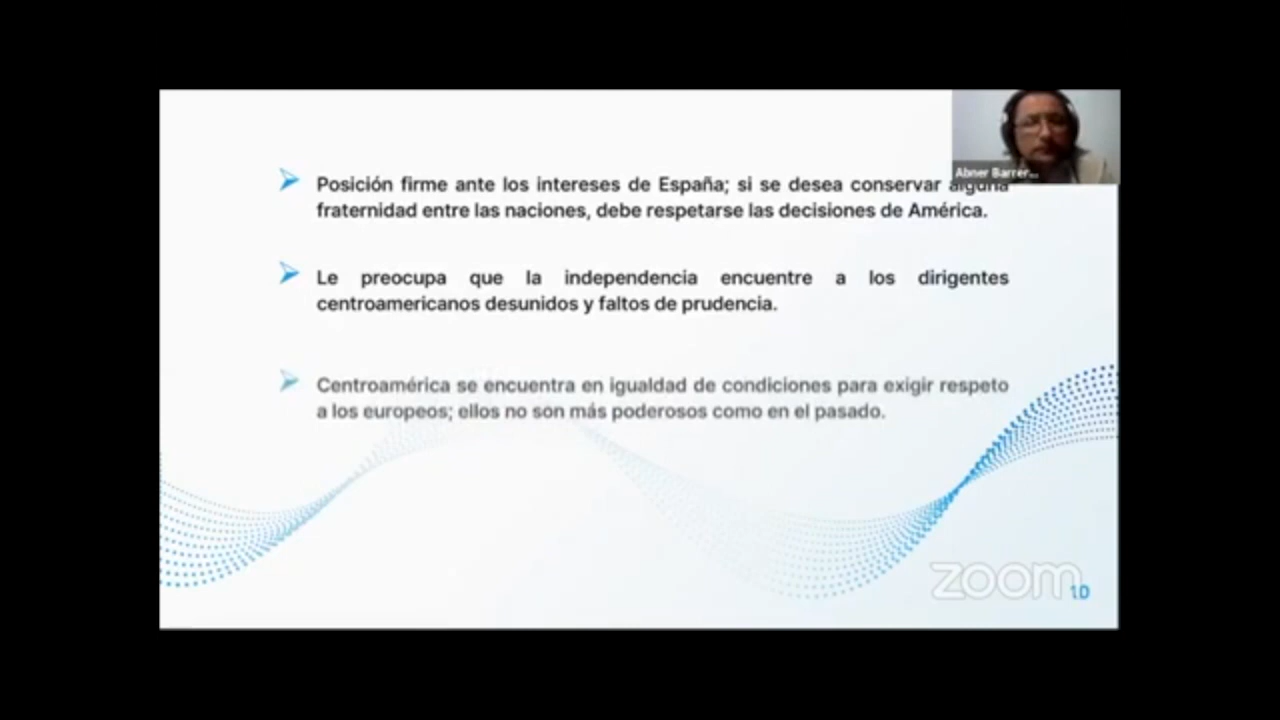 Abner Barrer...
Posición firme ante los intereses de España; si se desea conservar alguna
fraternidad entre las naciones, debe respetarse las decisiones de América.
Le preocupa que la independencia encuentre a los dirigentes
centroamericanos desunidos y faltos de prudencia.
Centroamérica se encuentra en igualdad de condiciones para exigir respeto
a los europeos; ellos no son más poderosos como en el pasado.
zoom
10